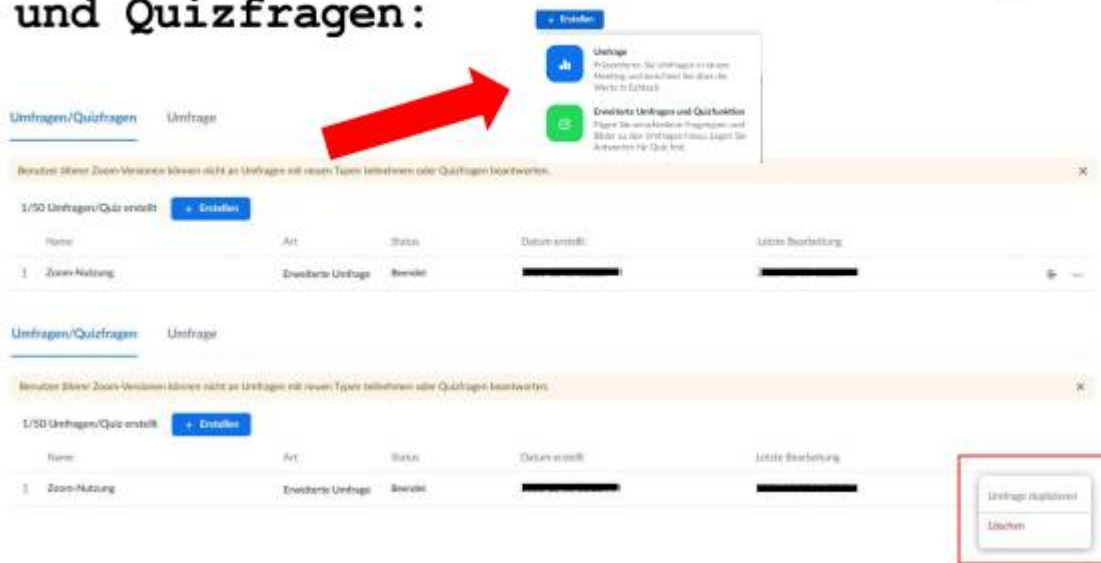 und Quizfragen:
+ Erstellen
Umfrage
Präsentieren Sie Umfragen in einem
Meeting und berichten Sie über die
Werte in Echtzeit
Erweiterte Umfragen und Quizfunktion
Fügen Sie verschiedene Fragetypen und
Bilder zu den Umfragen hinzu. Legen Sie
Antworten für Quiz fest.
Umfragen/Quizfragen Umfrage
Benutzer älterer Zoom-Versionen können nicht an Umfragen mit neuen Typen teilnehmen oder Quizfragen beantworten. ×
1/50 Umfragen/Quiz erstellt + Erstellen
Name Art Status Datum erstellt Letzte Bearbeitung
1 Zoom-Nutzung Erweiterte Umfrage Beendet
Umfragen/Quizfragen Umfrage
Benutzer älterer Zoom-Versionen können nicht an Umfragen mit neuen Typen teilnehmen oder Quizfragen beantworten. ×
1/50 Umfragen/Quiz erstellt + Erstellen
Name Art Status Datum erstellt Letzte Bearbeitung
1 Zoom-Nutzung Erweiterte Umfrage Beendet
Umfrage duplizieren
Löschen